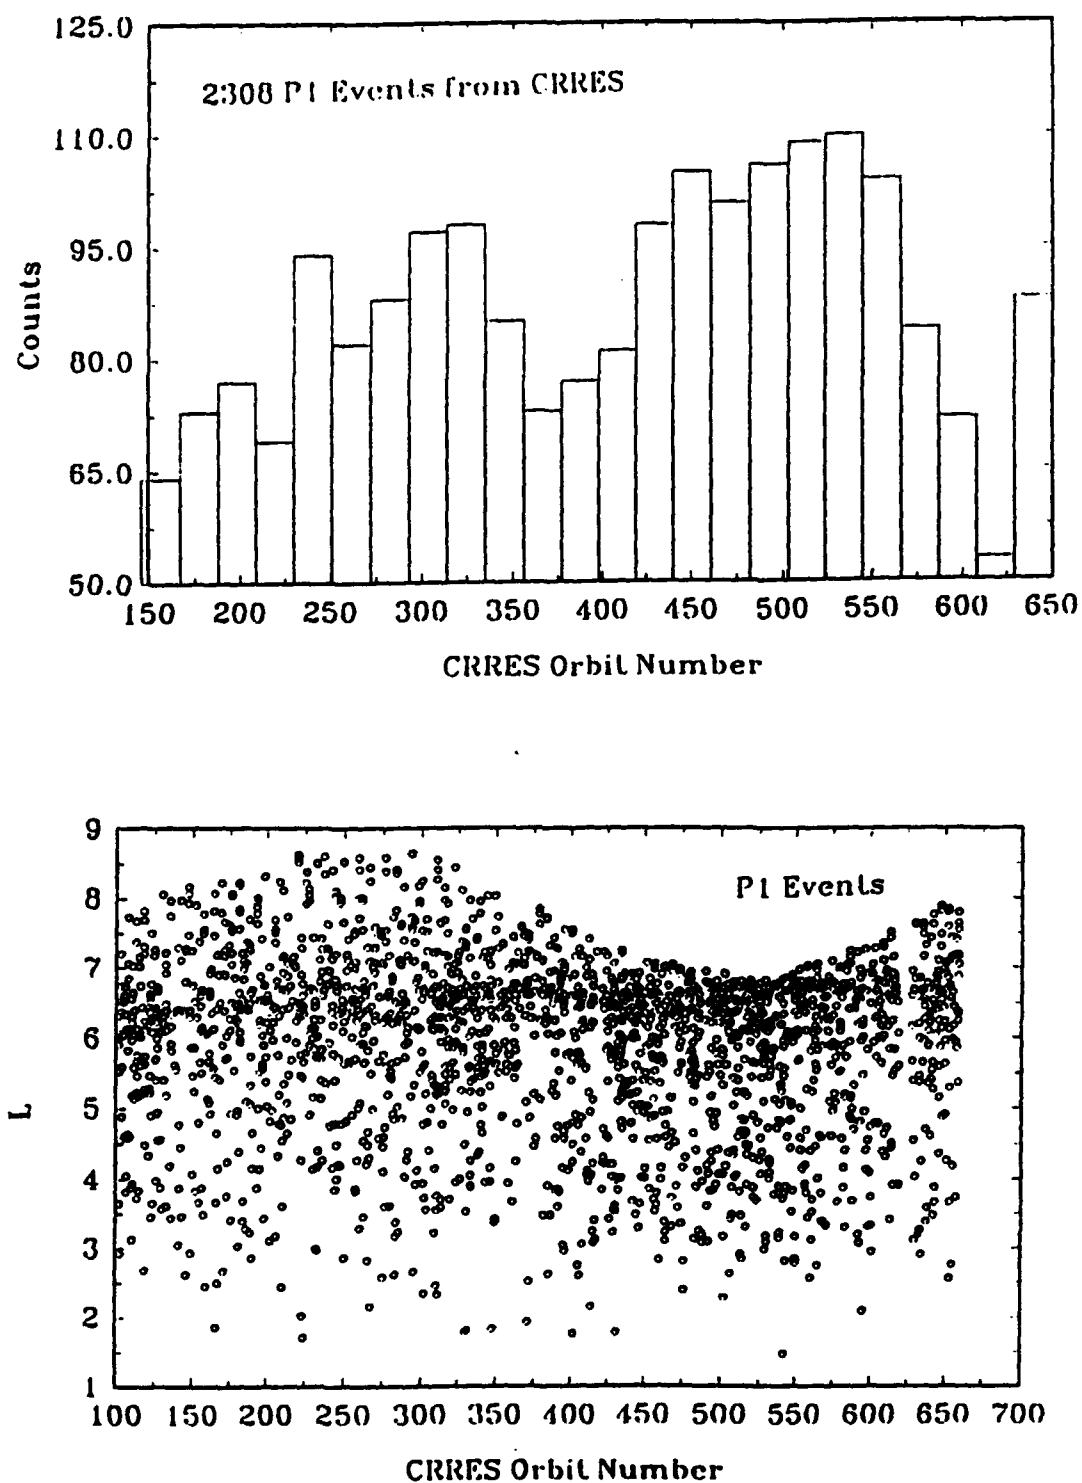 125.0
2308 P1 Events from CRRES
110.0
95.0
Counts
80.0
65.0
50.0
150 200 250 300 350 400 450 500 550 600 650
CRRES Orbit Number
9
P1 Events
8
7
6
L
5
4
3
2
1
100 150 200 250 300 350 400 450 500 550 600 650 700
CRRES Orbit Number